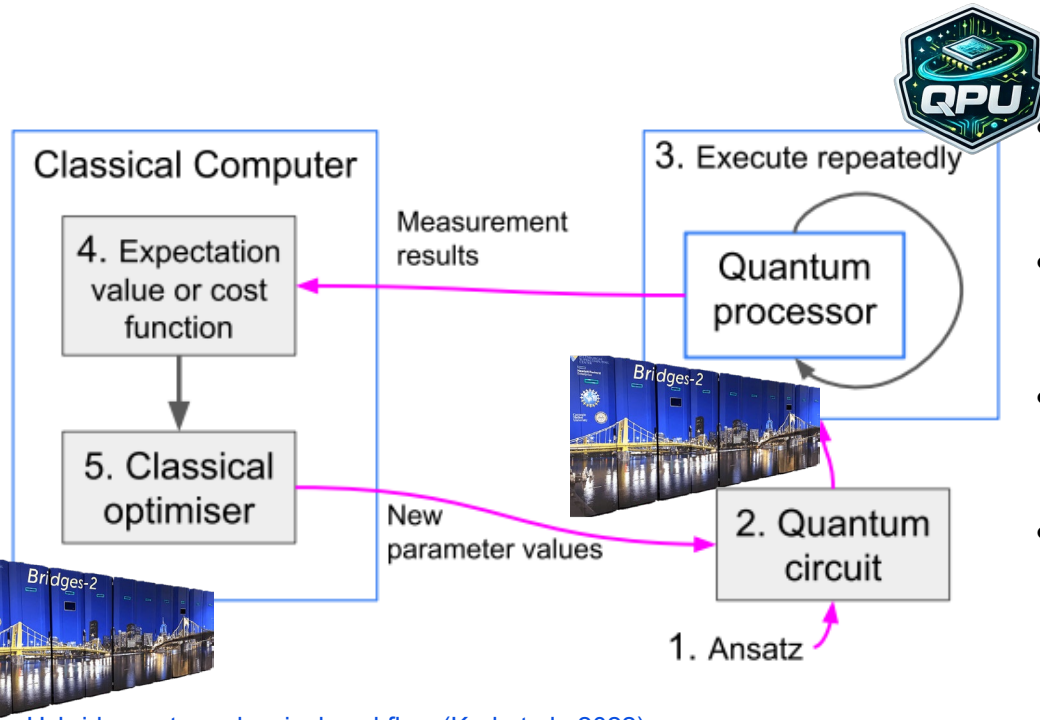 QPU
Classical Computer
3. Execute repeatedly
4. Expectation
value or cost
function
Measurement
results
Quantum
processor
Bridges-2
5. Classical
optimiser
New
parameter values
2. Quantum
circuit
Bridges-2
1. Ansatz